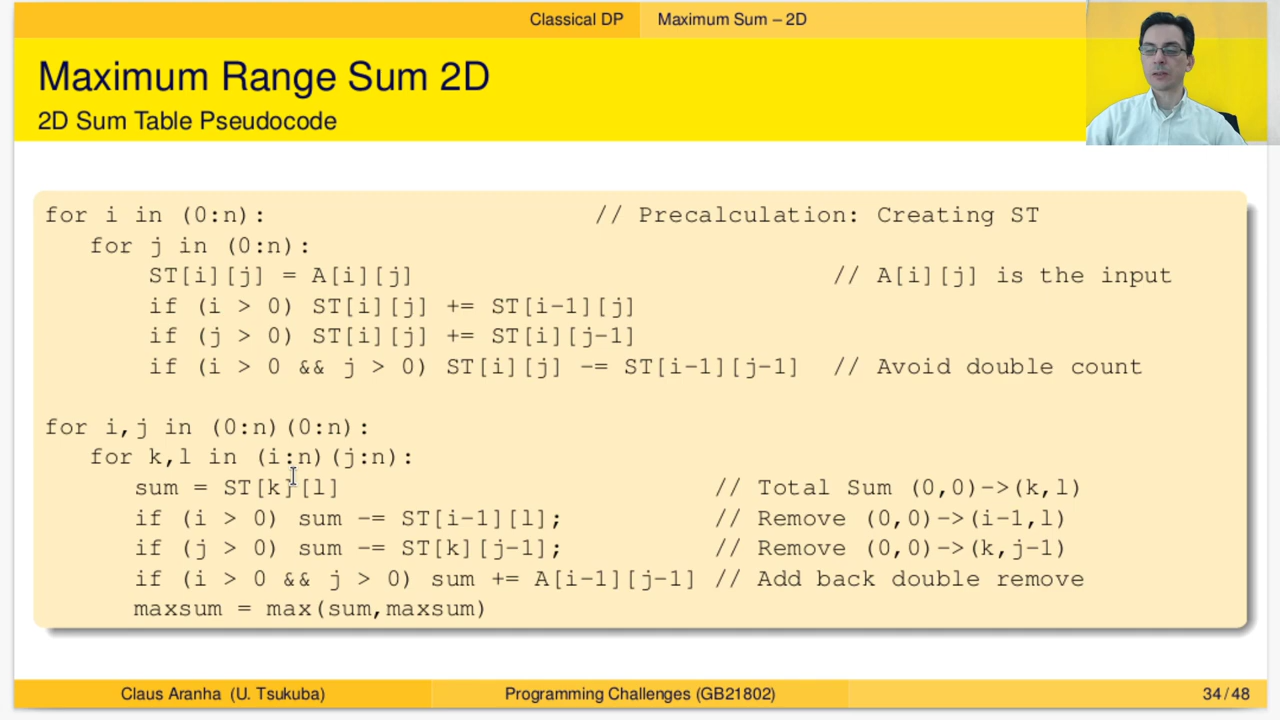 Classical DP Maximum Sum – 2D
Maximum Range Sum 2D
2D Sum Table Pseudocode
for i in (0:n): // Precalculation: Creating ST
for j in (0:n):
ST[i][j] = A[i][j] // A[i][j] is the input
if (i > 0) ST[i][j] += ST[i-1][j]
if (j > 0) ST[i][j] += ST[i][j-1]
if (i > 0 && j > 0) ST[i][j] -= ST[i-1][j-1] // Avoid double count
for i,j in (0:n)(0:n):
for k,l in (i:n)(j:n):
sum = ST[k][l] // Total Sum (0,0)->(k,l)
if (i > 0) sum -= ST[i-1][l]; // Remove (0,0)->(i-1,l)
if (j > 0) sum -= ST[k][j-1]; // Remove (0,0)->(k,j-1)
if (i > 0 && j > 0) sum += A[i-1][j-1] // Add back double remove
maxsum = max(sum,maxsum)
Claus Aranha (U. Tsukuba) Programming Challenges (GB21802) 34 / 48